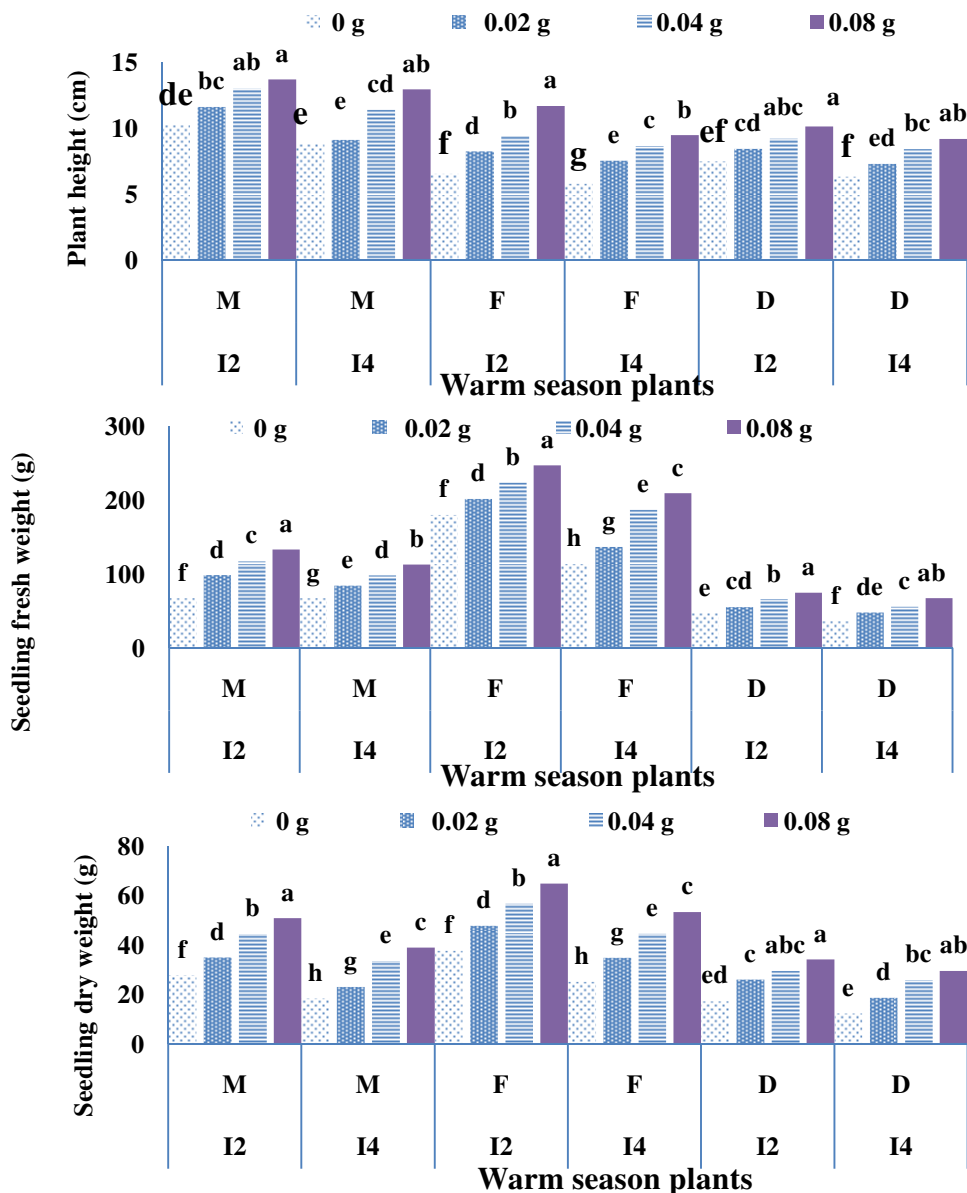 0 g 0.02 g 0.04 g 0.08 g
Plant height (cm)
15
10
5
0
de bc ab a e e cd ab f d b a g e c b ef cd abc a f ed bc ab
M M F F D D
I2 I4 I2 I4 I2 I4
Warm season plants
0 g 0.02 g 0.04 g 0.08 g
Seedling fresh weight (g)
300
200
100
0
f d c a g e d b f d b a h g e c e cd b a f de c ab
M M F F D D
I2 I4 I2 I4 I2 I4
Warm season plants
0 g 0.02 g 0.04 g 0.08 g
Seedling dry weight (g)
80
60
40
20
0
f d b a h g e c f d b a h g e c ed c abc a e d bc ab
M M F F D D
I2 I4 I2 I4 I2 I4
Warm season plants